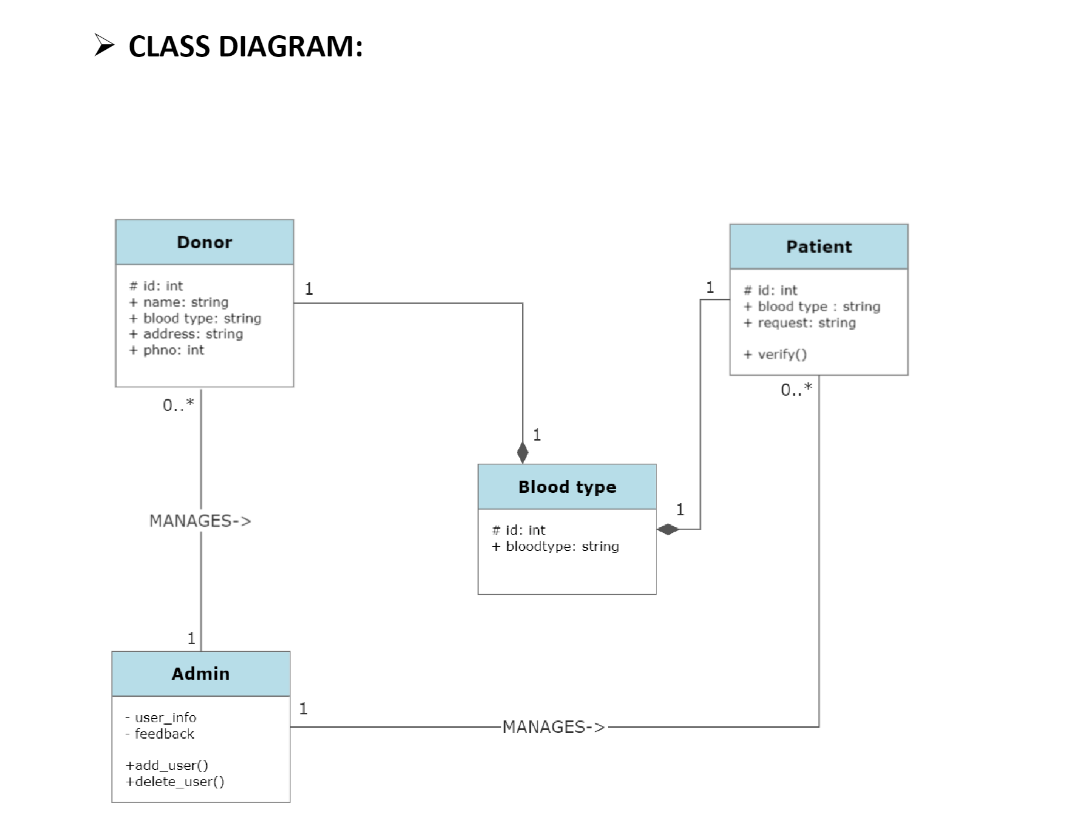 CLASS DIAGRAM:
Donor
# id: int
+ name: string
+ blood type: string
+ address: string
+ phno: int
1
0..*
Patient
# id: int
+ blood type : string
+ request: string
+ verify()
1
0..*
1
Blood type
# id: int
+ bloodtype: string
1
MANAGES->
1
Admin
- user_info
- feedback
+add_user()
+delete_user()
1
MANAGES->